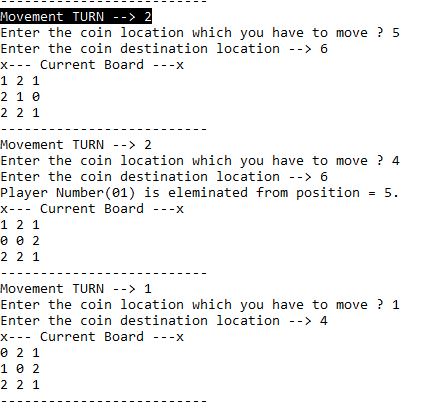 --------------------------
Movement TURN --> 2
Enter the coin location which you have to move ? 5
Enter the coin destination location --> 6
x--- Current Board ---x
1 2 1
2 1 0
2 2 1
--------------------------
Movement TURN --> 2
Enter the coin location which you have to move ? 4
Enter the coin destination location --> 6
Player Number(01) is eleminated from position = 5.
x--- Current Board ---x
1 2 1
0 0 2
2 2 1
--------------------------
Movement TURN --> 1
Enter the coin location which you have to move ? 1
Enter the coin destination location --> 4
x--- Current Board ---x
0 2 1
1 0 2
2 2 1
--------------------------